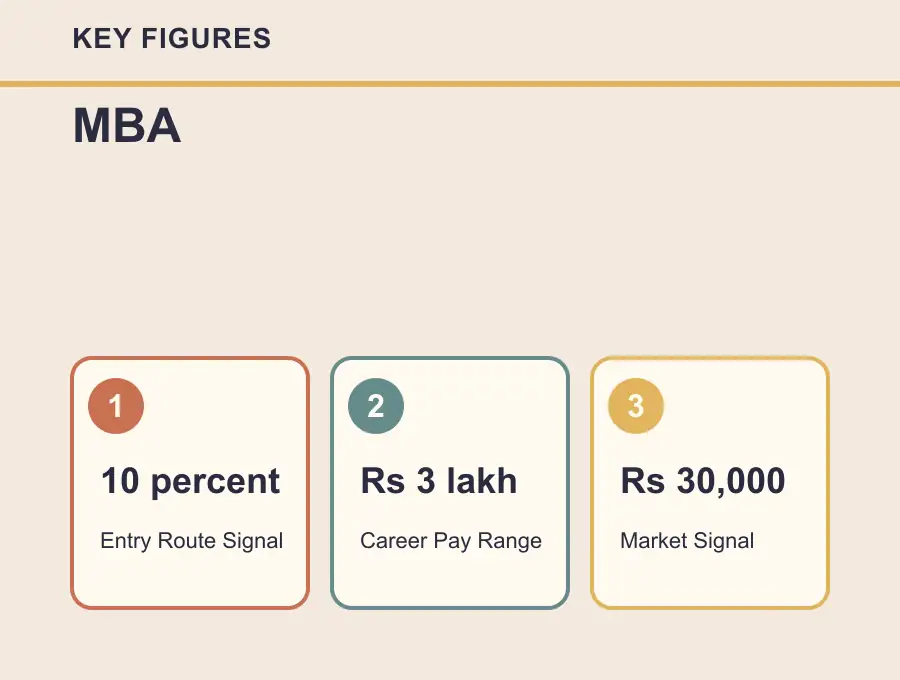 KEY FIGURES
MBA
1
10 percent
Entry Route Signal
2
Rs 3 lakh
Career Pay Range
3
Rs 30,000
Market Signal